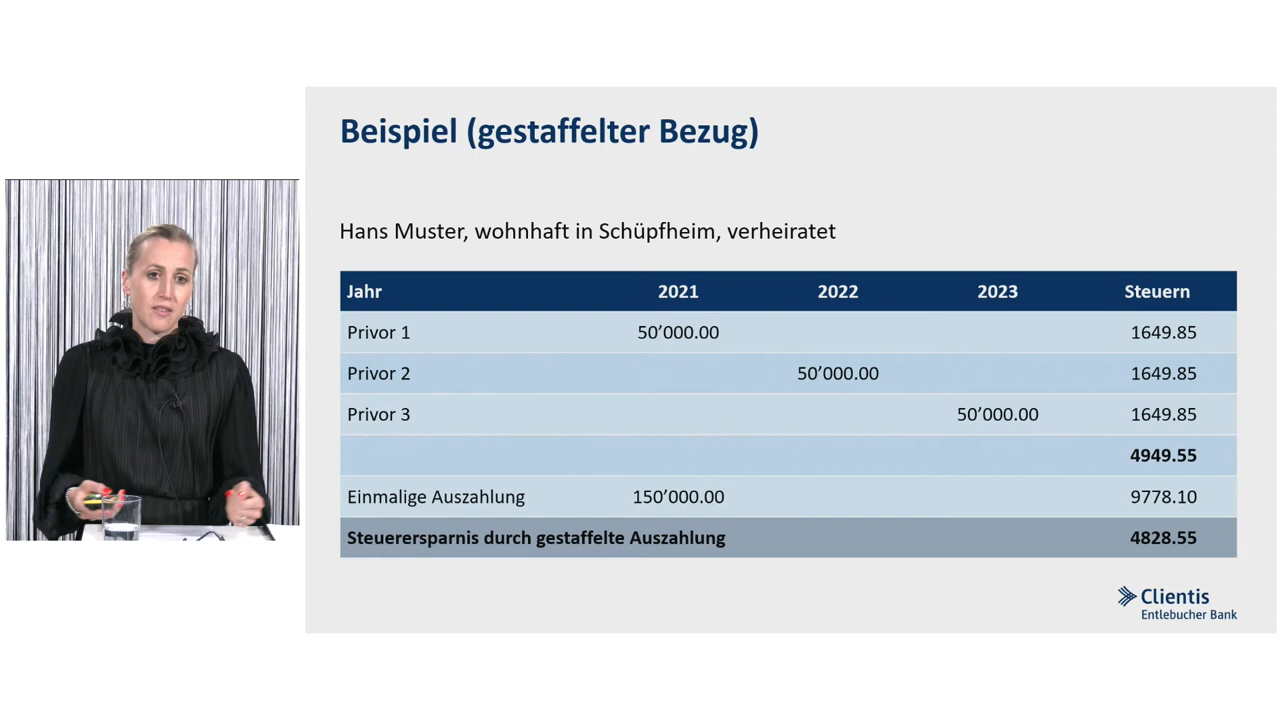 Beispiel (gestaffelter Bezug)
Hans Muster, wohnhaft in Schüpfheim, verheiratet
Jahr 2021 2022 2023 Steuern
Privor 1 50’000.00 1649.85
Privor 2 50’000.00 1649.85
Privor 3 50’000.00 1649.85
4949.55
Einmalige Auszahlung 150’000.00 9778.10
Steuerersparnis durch gestaffelte Auszahlung 4828.55
Clientis
Entlebucher Bank